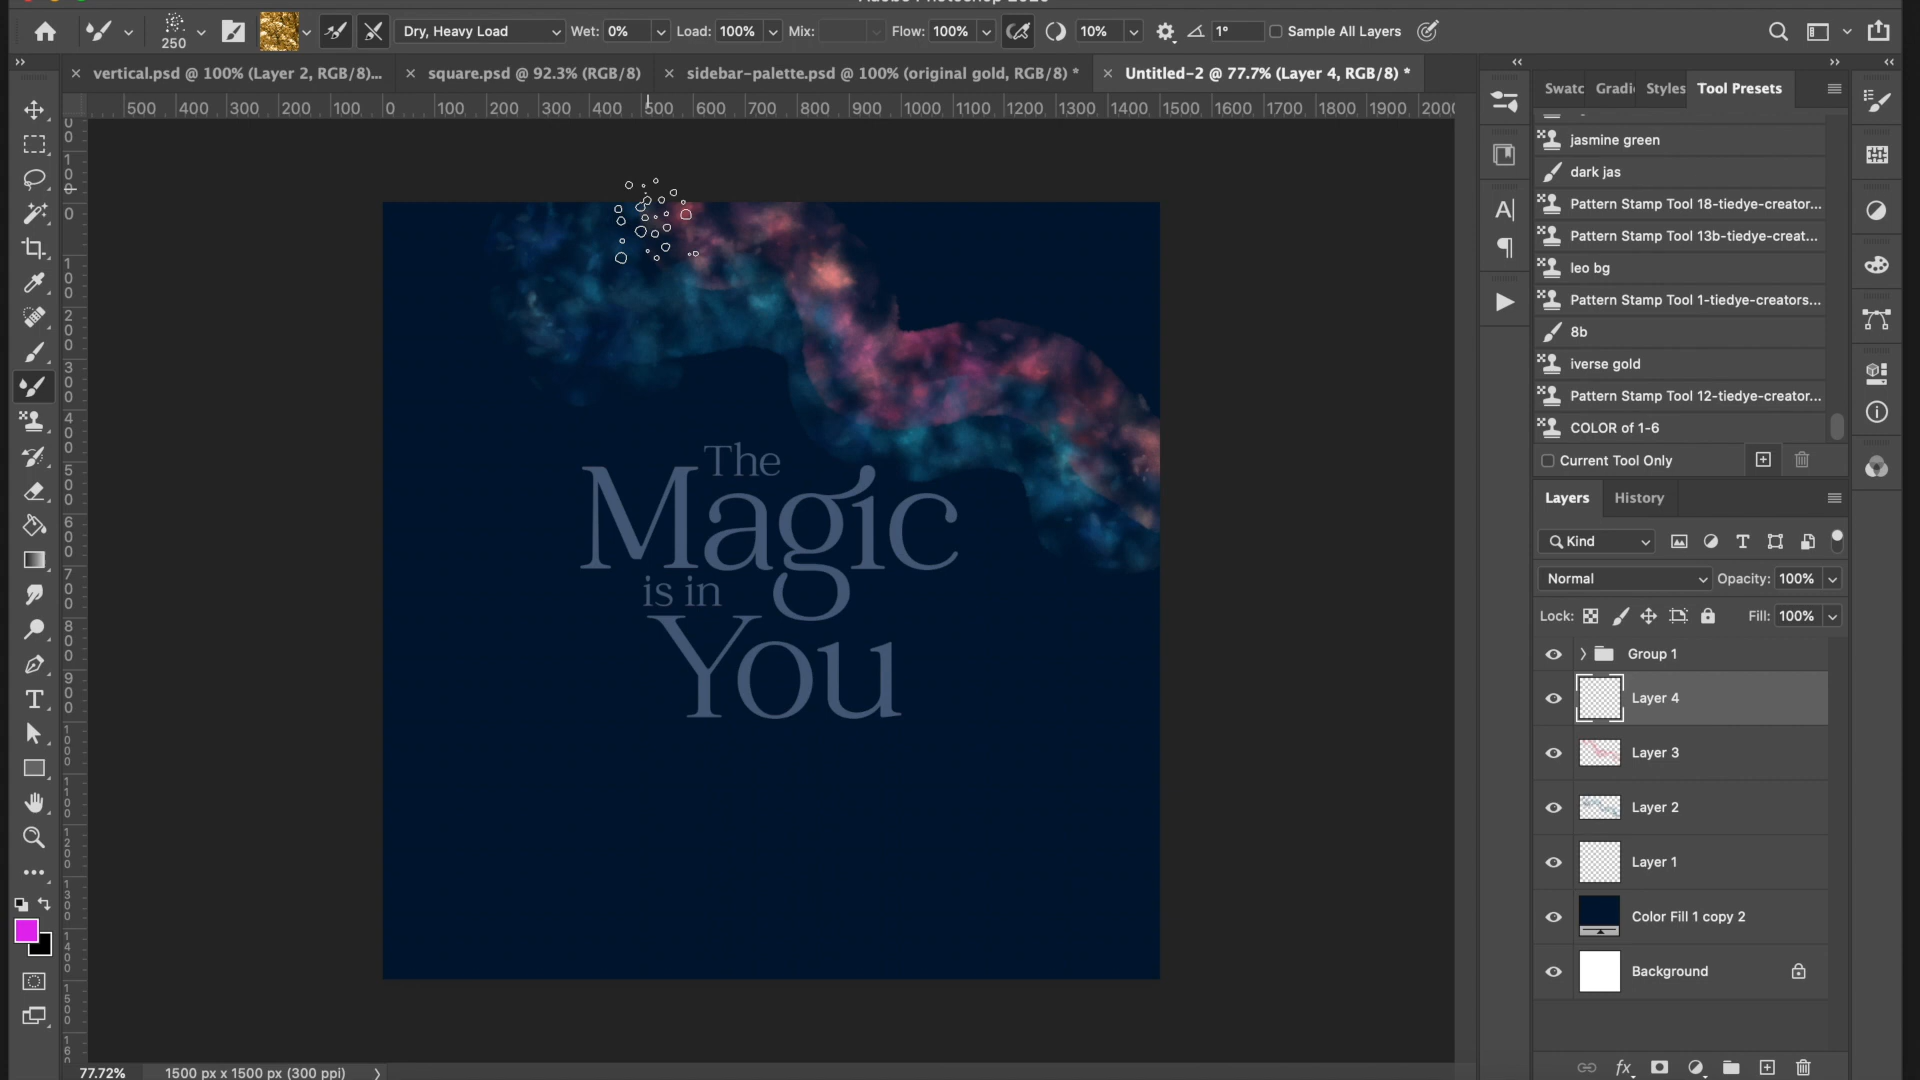 250
Dry, Heavy Load
Wet: 0%
Load: 100%
Mix:
Flow: 100%
10%
1°
Sample All Layers
vertical.psd @ 100% (Layer 2, RGB/8)...
square.psd @ 92.3% (RGB/8)
sidebar-palette.psd @ 100% (original gold, RGB/8) *
Untitled-2 @ 77.7% (Layer 4, RGB/8) *
500 400 300 200 100 0 100 200 300 400 500 600 700 800 900 1000 1100 1200 1300 1400 1500 1600 1700 1800 1900
The
Magic
is in
You
Swatc
Gradi
Styles
Tool Presets
jasmine green
dark jas
Pattern Stamp Tool 18-tiedye-creator...
Pattern Stamp Tool 13b-tiedye-creat...
leo bg
Pattern Stamp Tool 1-tiedye-creators...
8b
iverse gold
Pattern Stamp Tool 12-tiedye-creator...
COLOR of 1-6
Current Tool Only
Layers
History
Kind
Normal
Opacity: 100%
Lock:
Fill: 100%
Group 1
Layer 4
Layer 3
Layer 2
Layer 1
Color Fill 1 copy 2
Background
77.72%
1500 px x 1500 px (300 ppi)